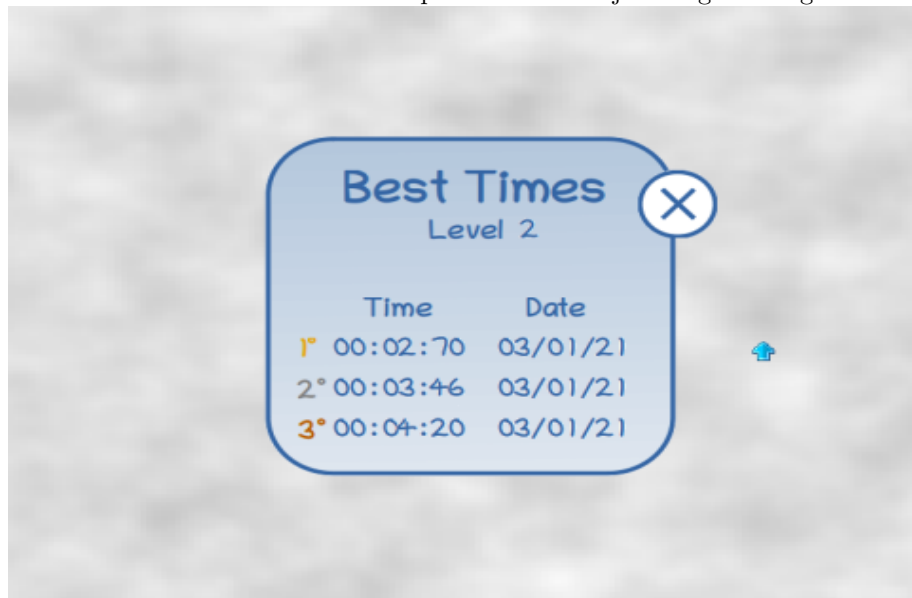 Best Times
Level 2
Time Date
1° 00:02:70 03/01/21
2° 00:03:46 03/01/21
3° 00:04:20 03/01/21